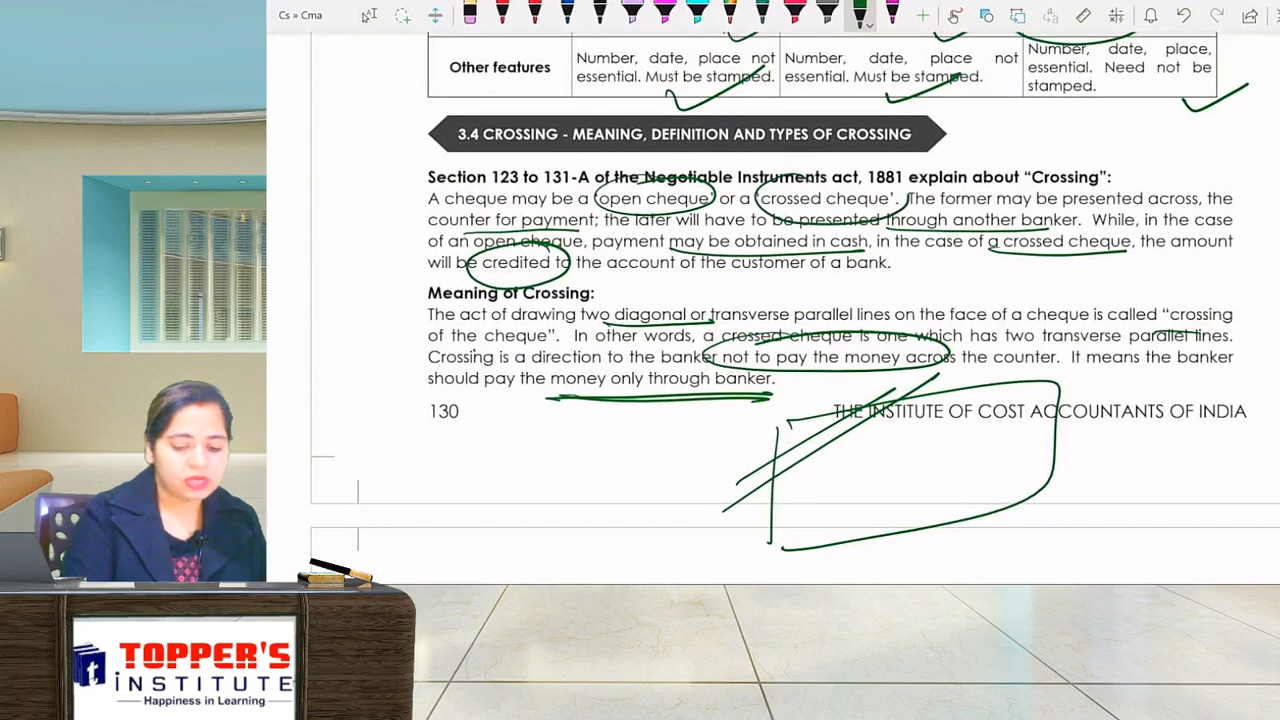 Cs » Cma
Other features
Number, date, place not
essential. Must be stamped.
Number, date, place not
essential. Must be stamped.
Number, date, place,
essential. Need not be
stamped.
3.4 CROSSING - MEANING, DEFINITION AND TYPES OF CROSSING
Section 123 to 131-A of the Negotiable Instruments act, 1881 explain about “Crossing”:
A cheque may be a ‘open cheque’ or a ‘crossed cheque’. The former may be presented across, the
counter for payment; the later will have to be presented through another banker. While, in the case
of an open cheque, payment may be obtained in cash, in the case of a crossed cheque, the amount
will be credited to the account of the customer of a bank.
Meaning of Crossing:
The act of drawing two diagonal or transverse parallel lines on the face of a cheque is called “crossing
of the cheque”. In other words, a crossed cheque is one which has two transverse parallel lines.
Crossing is a direction to the banker not to pay the money across the counter. It means the banker
should pay the money only through banker.
130
THE INSTITUTE OF COST ACCOUNTANTS OF INDIA
t
TOPPER'S
INSTITUTE
Happiness in Learning